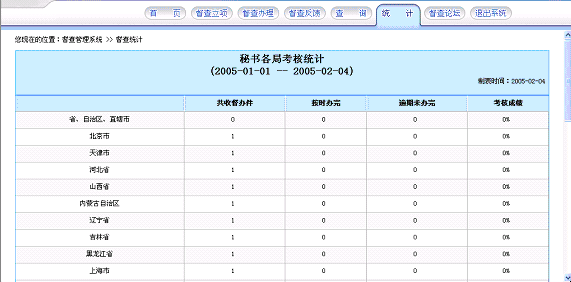 首 页 督查立项 督查办理 督查反馈 查 询 统 计 督查论坛 退出系统
您现在的位置：督查管理系统 >> 督查统计
秘书各局考核统计
(2005-01-01 -- 2005-02-04)
制表时间：2005-02-04
共收督办件 按时办完 逾期未办完 考核成绩
省、自治区、直辖市 0 0 0 0%
北京市 1 0 0 0%
天津市 1 0 0 0%
河北省 1 0 0 0%
山西省 1 0 0 0%
内蒙古自治区 1 0 0 0%
辽宁省 1 0 0 0%
吉林省 1 0 0 0%
黑龙江省 1 0 0 0%
上海市 1 0 0 0%